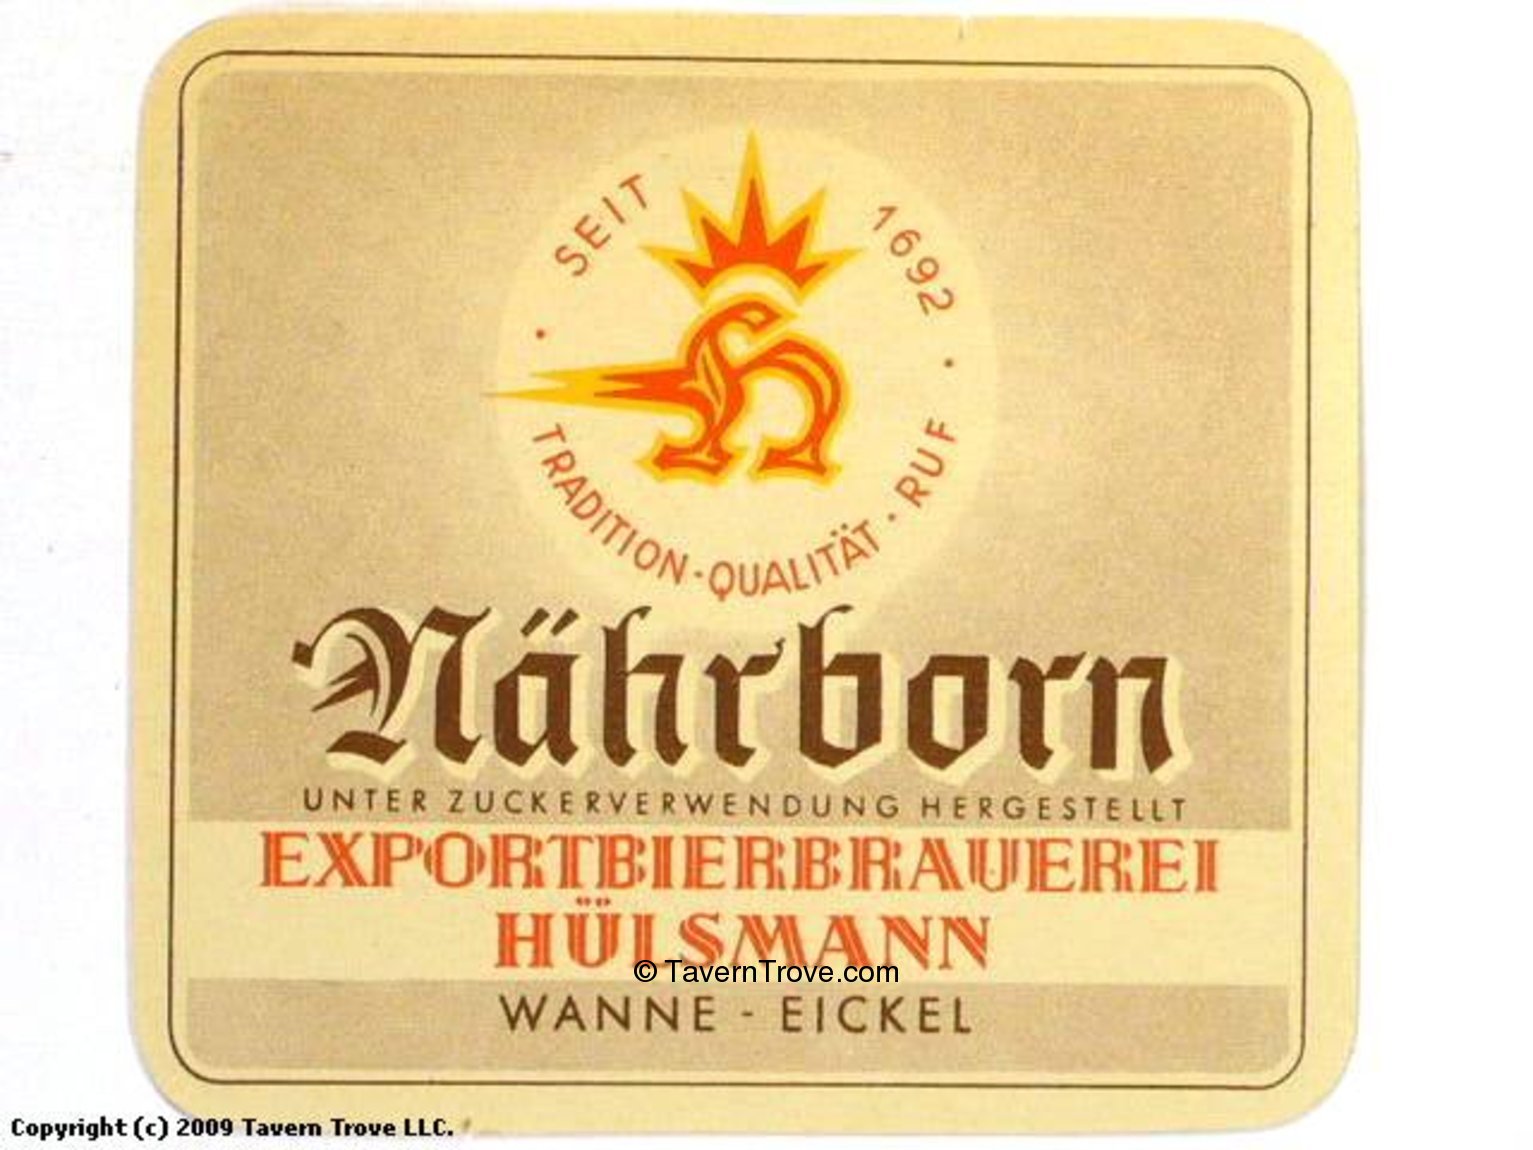 SEIT 1692
TRADITION · QUALITÄT · RUF
Nährborn
UNTER ZUCKERVERWENDUNG HERGESTELLT
EXPORTBIERBRAUEREI
HÜLSMANN
© TavernTrove.com
WANNE - EICKEL
Copyright (c) 2009 Tavern Trove LLC.